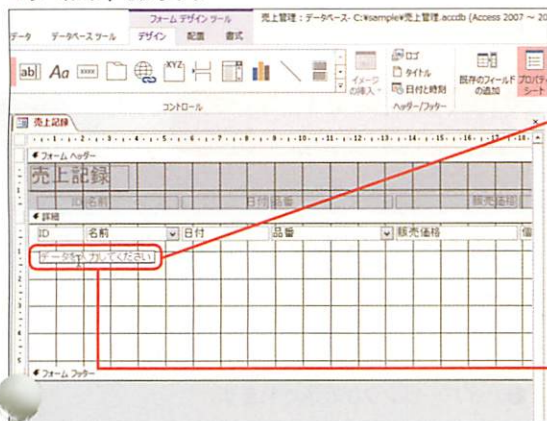 フォーム デザイン ツール
売上管理：データベース- C:¥sample¥売上管理.accdb (Access 2007 ～ 20
データ データベース ツール デザイン 配置 書式
ab| Aa XYZ
イメージの挿入
ロゴ
タイトル
日付と時刻
既存のフィールドの追加
プロパティシート
コントロール
ヘッダー/フッター
売上記録
フォーム ヘッダー
売上記録
ID 名前 日付 品番 販売価格
詳細
ID 名前 日付 品番 販売価格 個
データを入力してください
フォーム フッター